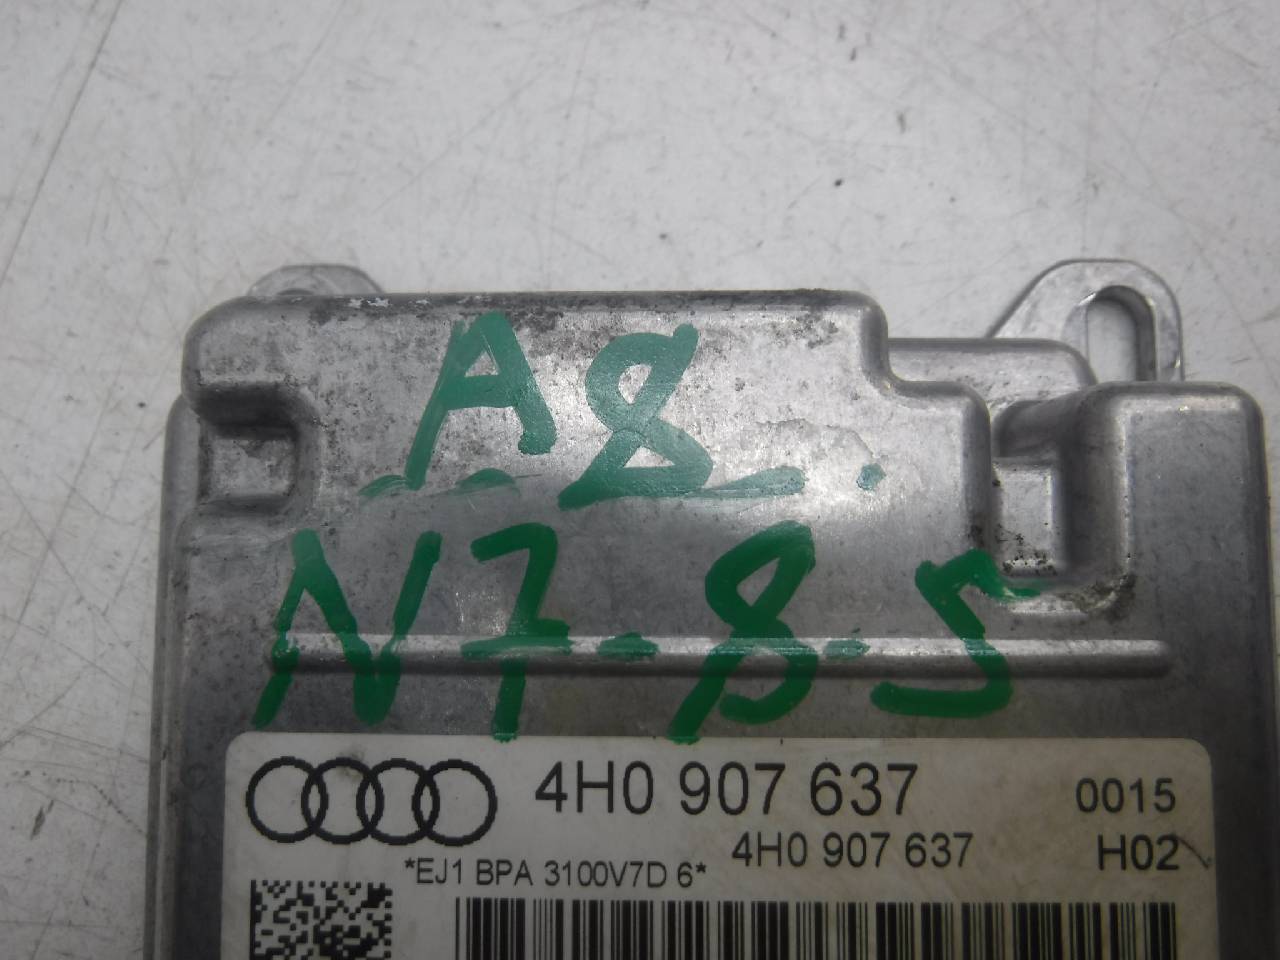 A8.
N7-8-5
4H0 907 637 0015
4H0 907 637 H02
*EJ1 BPA 3100V7D 6*